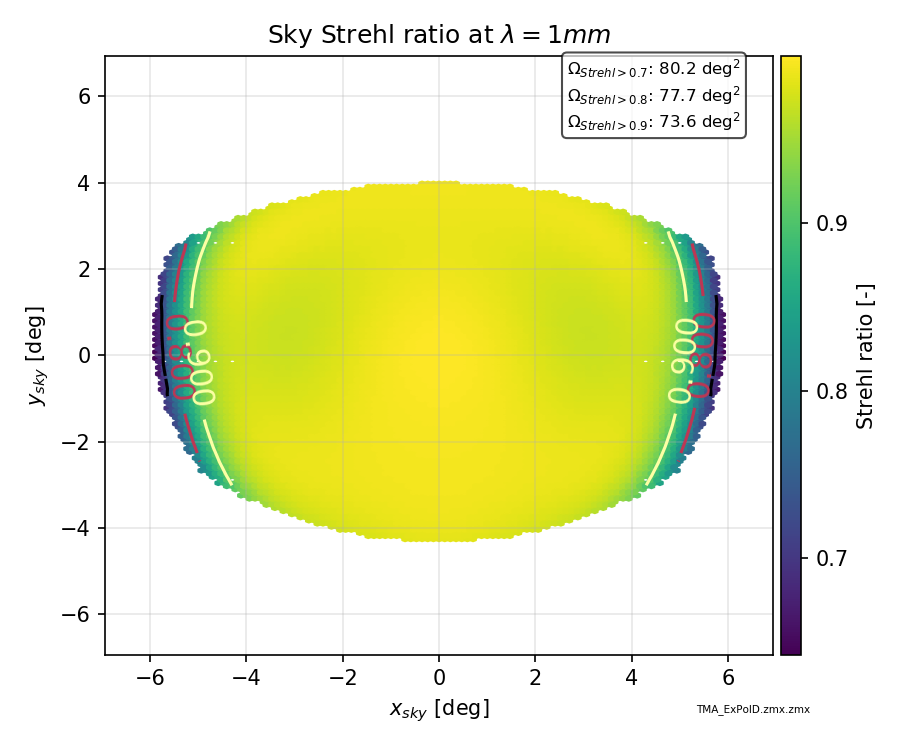 Sky Strehl ratio at λ = 1mm
Ω_{Strehl>0.7}: 80.2 deg²
Ω_{Strehl>0.8}: 77.7 deg²
Ω_{Strehl>0.9}: 73.6 deg²
6
4
2
0
−2
−4
−6
y_{sky} [deg]
0.800
0.900
0.900
0.800
−6
−4
−2
0
2
4
6
x_{sky} [deg]
0.9
0.8
0.7
Strehl ratio [-]
TMA_ExPolD.zmx.zmx